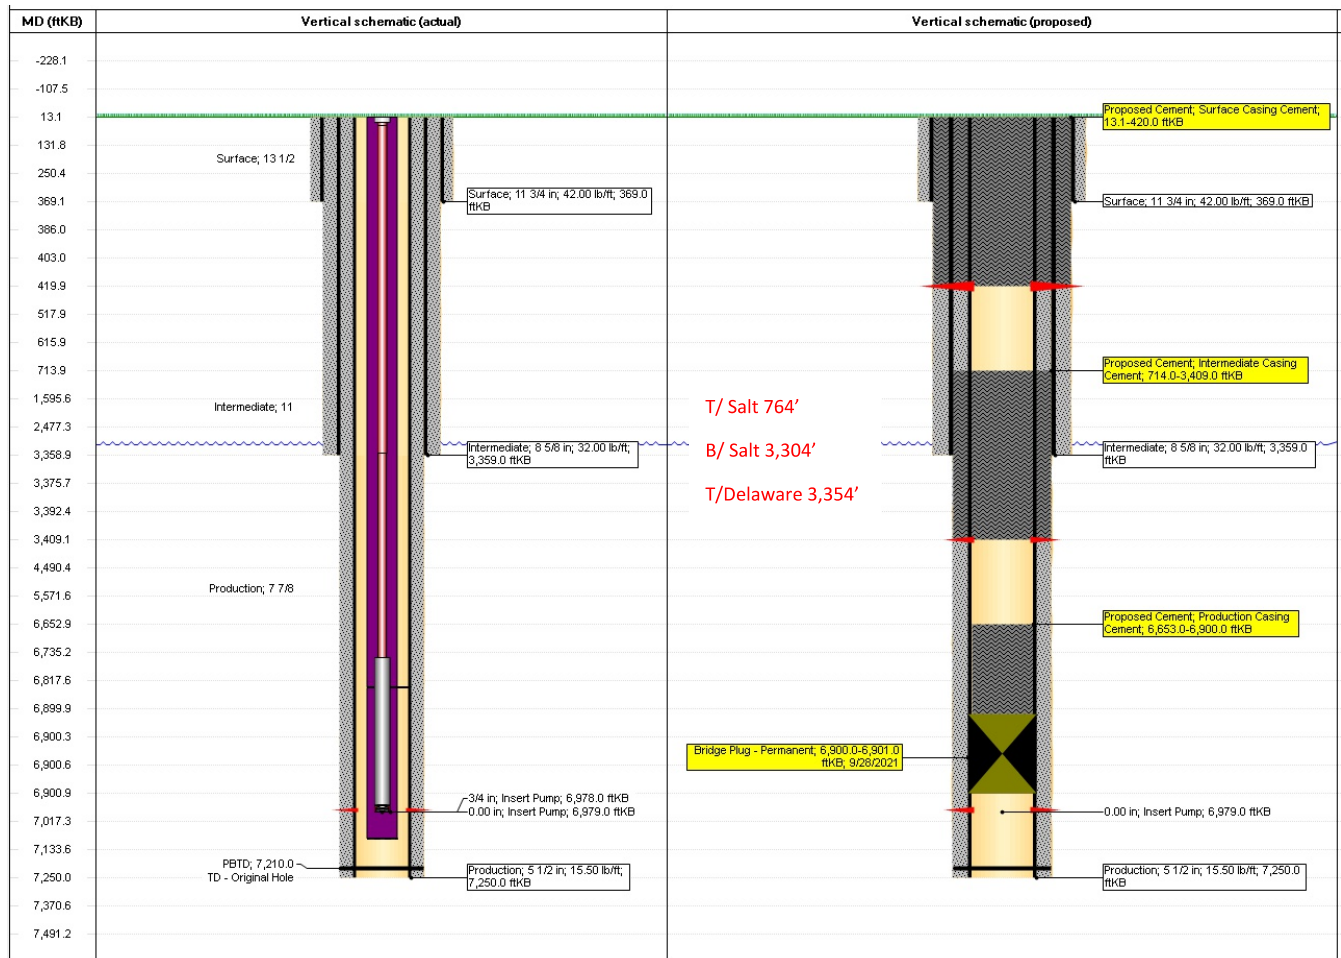 MD (ftKB)
Vertical schematic (actual)
Vertical schematic (proposed)
-228.1
-107.5
13.1
131.8
250.4
369.1
386.0
403.0
419.9
517.9
615.9
713.9
1,595.6
2,477.3
3,358.9
3,375.7
3,392.4
3,409.1
4,490.4
5,571.6
6,652.9
6,735.2
6,817.6
6,899.9
6,900.3
6,900.6
6,900.9
7,017.3
7,133.6
7,250.0
7,370.6
7,491.2
Surface; 13 1/2
Surface; 11 3/4 in; 42.00 lb/ft; 369.0
ftKB
Intermediate; 11
Intermediate; 8 5/8 in; 32.00 lb/ft;
3,359.0 ftKB
Production; 7 7/8
3/4 in; Insert Pump; 6,978.0 ftKB
0.00 in; Insert Pump; 6,979.0 ftKB
PBTD; 7,210.0
TD - Original Hole
Production; 5 1/2 in; 15.50 lb/ft;
7,250.0 ftKB
Proposed Cement; Surface Casing Cement;
13.1-420.0 ftKB
Surface; 11 3/4 in; 42.00 lb/ft; 369.0 ftKB
Proposed Cement; Intermediate Casing
Cement; 714.0-3,409.0 ftKB
T/ Salt 764’
B/ Salt 3,304’
T/Delaware 3,354’
Intermediate; 8 5/8 in; 32.00 lb/ft; 3,359.0
ftKB
Proposed Cement; Production Casing
Cement; 6,653.0-6,900.0 ftKB
Bridge Plug - Permanent; 6,900.0-6,901.0
ftKB; 9/28/2021
0.00 in; Insert Pump; 6,979.0 ftKB
Production; 5 1/2 in; 15.50 lb/ft; 7,250.0
ftKB